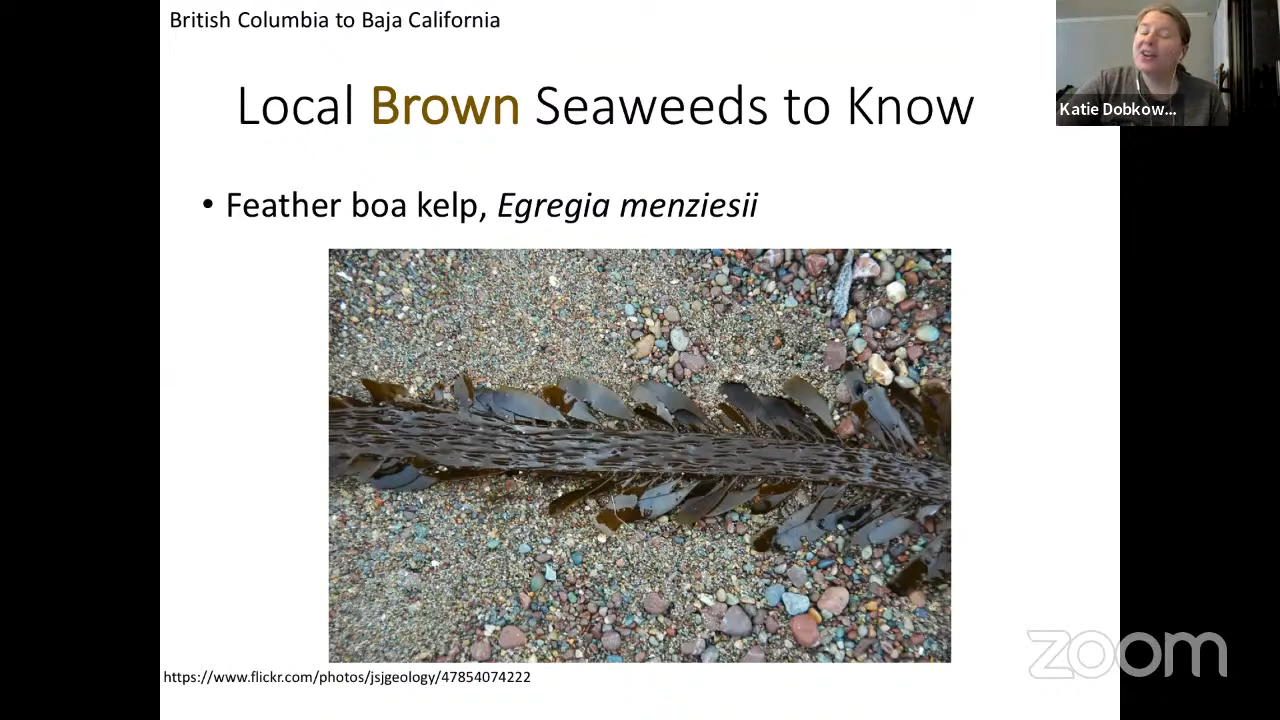 British Columbia to Baja California
Local Brown Seaweeds to Know
Katie Dobkow...
• Feather boa kelp, Egregia menziesii
zoom
https://www.flickr.com/photos/jsjgeology/47854074222